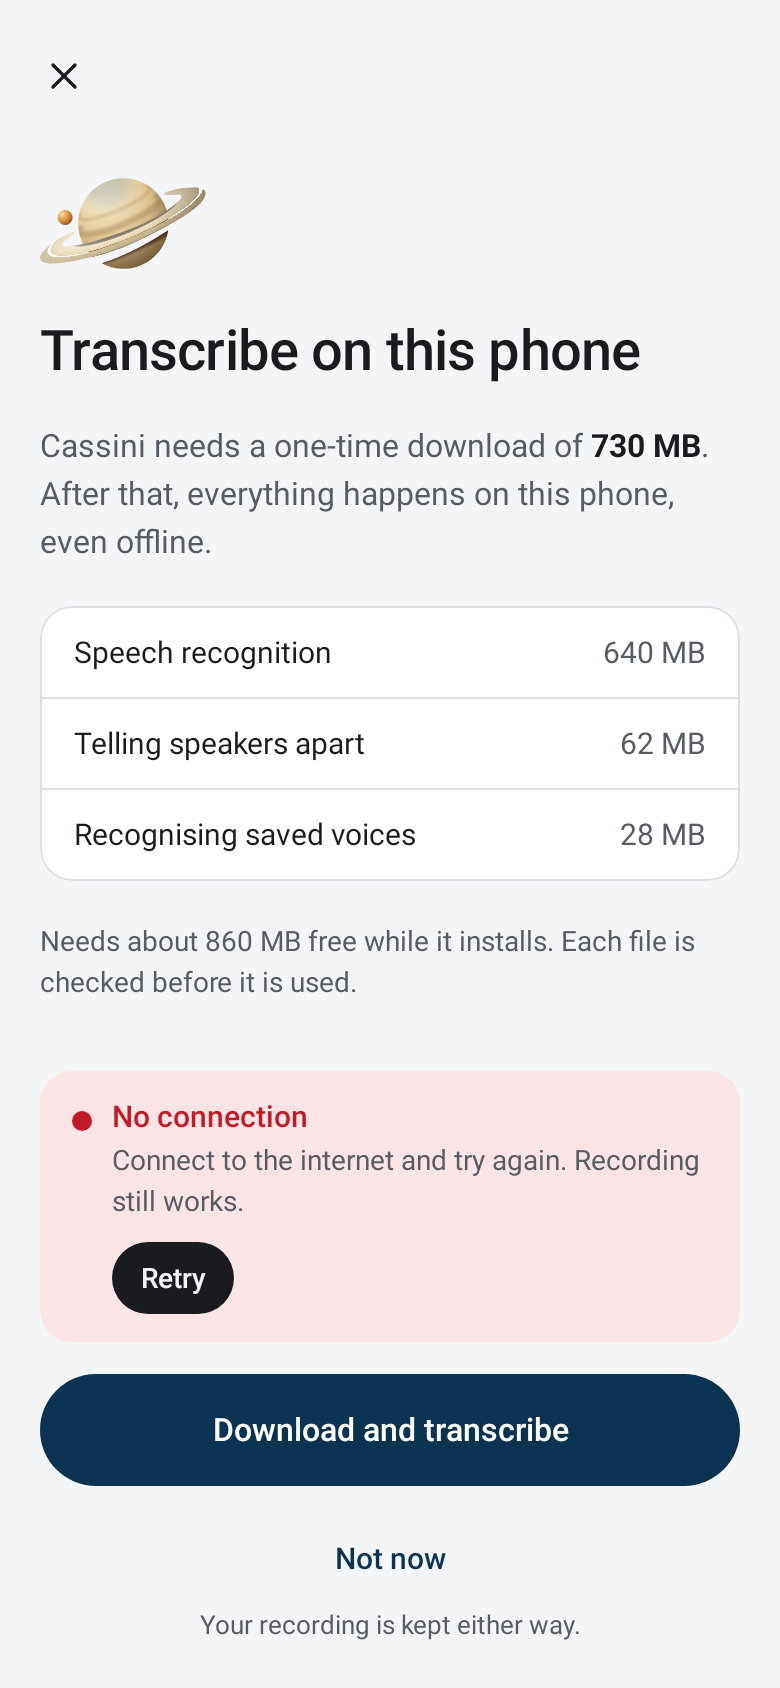 Transcribe on this phone
Cassini needs a one-time download of 730 MB.
After that, everything happens on this phone,
even offline.
Speech recognition 640 MB
Telling speakers apart 62 MB
Recognising saved voices 28 MB
Needs about 860 MB free while it installs. Each file is
checked before it is used.
No connection
Connect to the internet and try again. Recording
still works.
Retry
Download and transcribe
Not now
Your recording is kept either way.